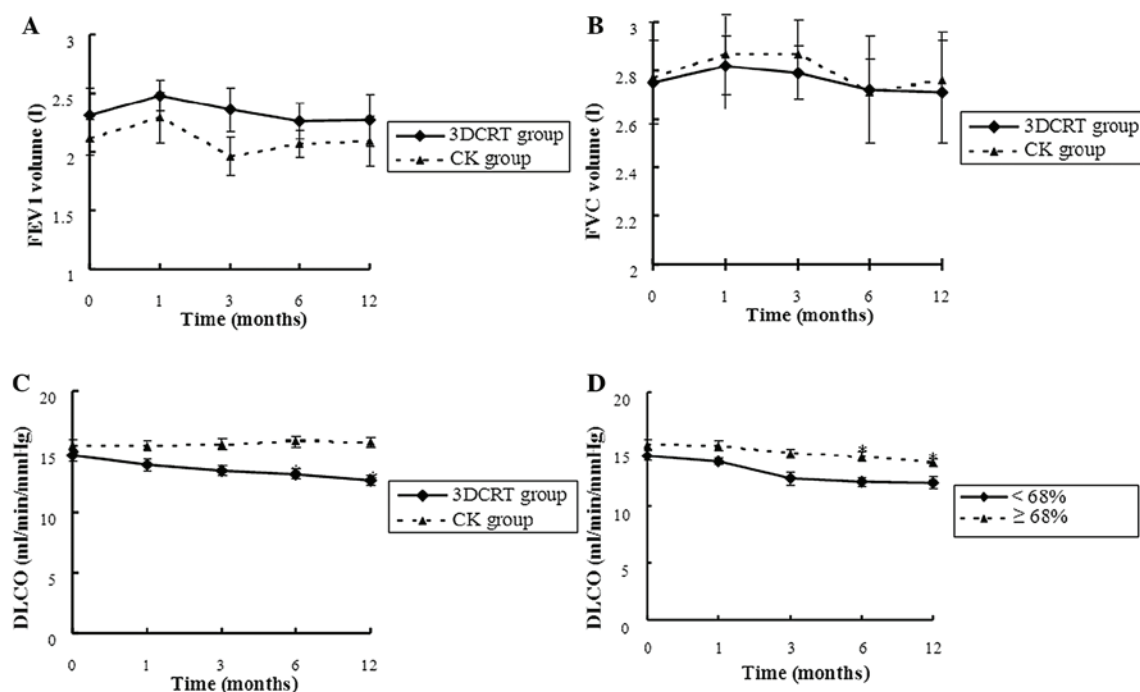 A
FEV1 volume (l)
3
2.5
2
1.5
1
0 1 3 6 12
Time (months)
3DCRT group
CK group
B
FVC volume (l)
3
2.8
2.6
2.4
2.2
2
0 1 3 6 12
Time (months)
3DCRT group
CK group
C
DLCO (ml/min/mmHg)
20
15
10
5
0
* *
0 1 3 6 12
Time (months)
3DCRT group
CK group
D
DLCO (ml/min/mmHg)
20
15
10
5
0
* *
0 1 3 6 12
Time (months)
< 68%
≥ 68%